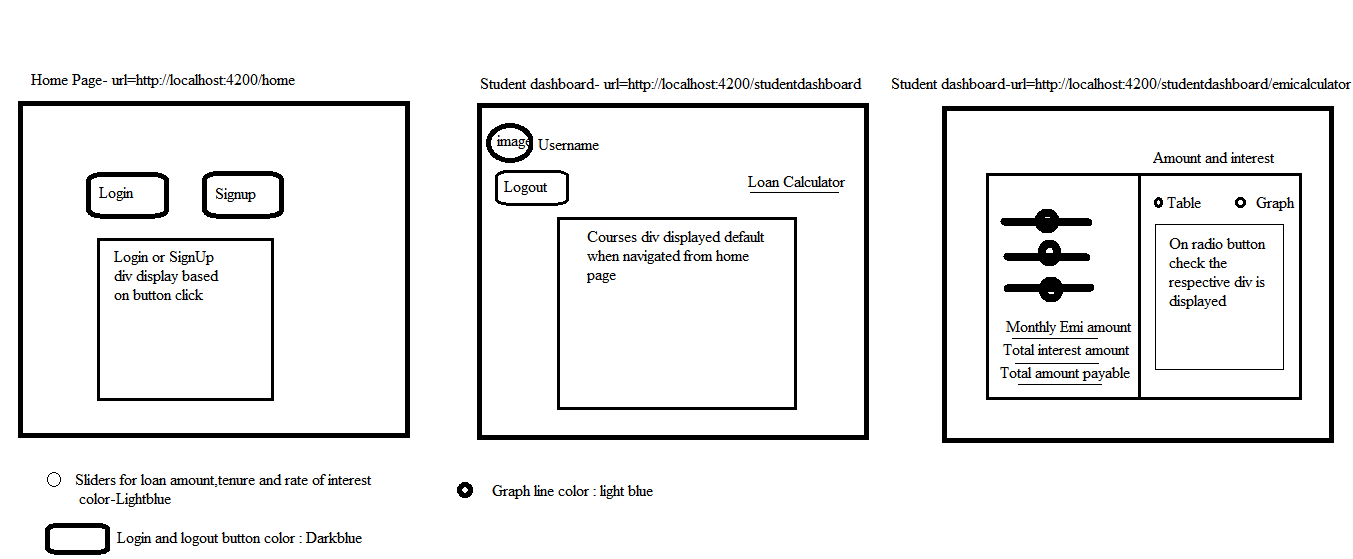 Home Page- url=http://localhost:4200/home
Login
Signup
Login or SignUp
div display based
on button click
Student dashboard- url=http://localhost:4200/studentdashboard
image
Username
Logout
Loan Calculator
Courses div displayed default
when navigated from home
page
Student dashboard-url=http://localhost:4200/studentdashboard/emicalculator
Amount and interest
Table
Graph
On radio button
check the
respective div is
displayed
Monthly Emi amount
Total interest amount
Total amount payable
Sliders for loan amount,tenure and rate of interest
color-Lightblue
Graph line color : light blue
Login and logout button color : Darkblue